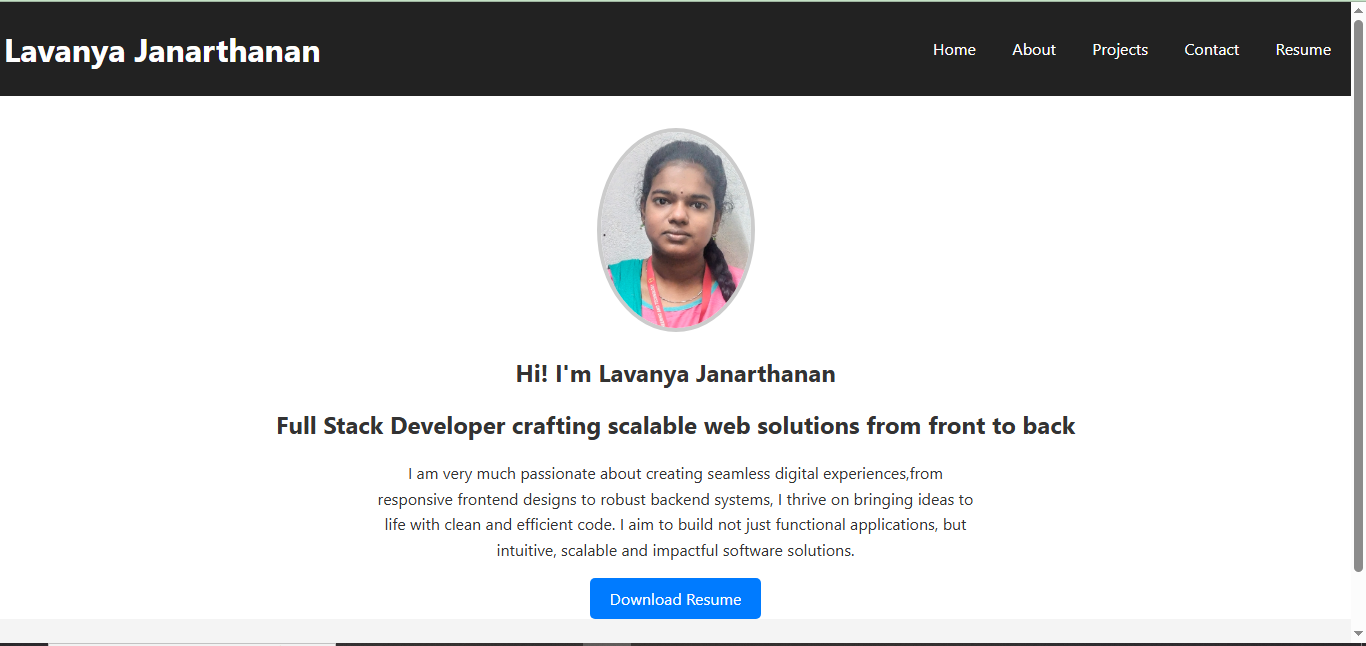 Lavanya Janarthanan
Home About Projects Contact Resume
Hi! I'm Lavanya Janarthanan
Full Stack Developer crafting scalable web solutions from front to back
I am very much passionate about creating seamless digital experiences,from
responsive frontend designs to robust backend systems, I thrive on bringing ideas to
life with clean and efficient code. I aim to build not just functional applications, but
intuitive, scalable and impactful software solutions.
Download Resume